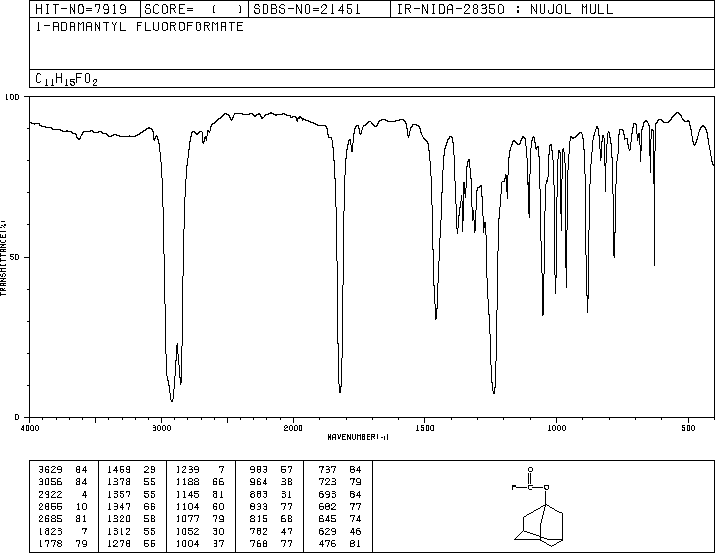 HIT-NO=7919 SCORE= ( ) SDBS-NO=21451 IR-NIDA-28350 : NUJOL MULL
1-ADAMANTYL FLUOROFORMATE
C11H15FO2
100
50
0
TRANSMITTANCE(%)
4000 3000 2000 1500 1000 500
WAVENUMBER(-1)
3629 84 1459 29 1239 7 983 57 737 84
3056 84 1378 55 1188 66 964 38 723 79
2922 4 1357 55 1145 81 883 31 693 84
2855 10 1347 66 1104 60 833 77 682 77
2685 81 1320 58 1077 79 815 68 645 74
1823 7 1312 55 1052 30 782 47 629 46
1778 79 1278 55 1004 37 768 77 476 81
O
F C O